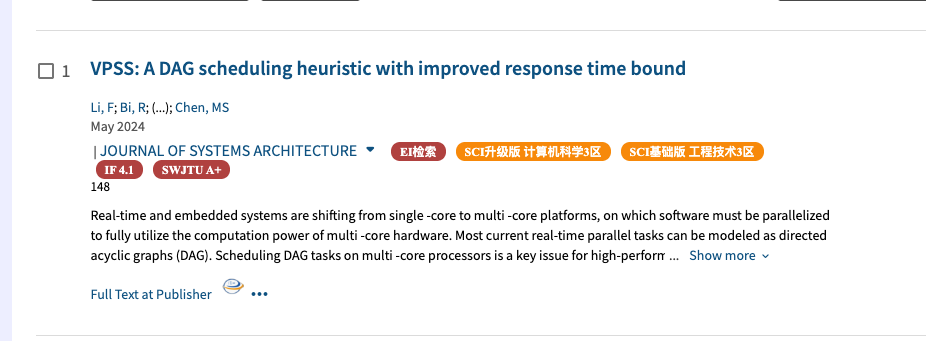 1 VPSS: A DAG scheduling heuristic with improved response time bound
Li, F; Bi, R; (...); Chen, MS
May 2024
| JOURNAL OF SYSTEMS ARCHITECTURE EI检索 SCI升级版 计算机科学3区 SCI基础版 工程技术3区
IF 4.1 SWJTU A+
148
Real-time and embedded systems are shifting from single -core to multi -core platforms, on which software must be parallelized
to fully utilize the computation power of multi -core hardware. Most current real-time parallel tasks can be modeled as directed
acyclic graphs (DAG). Scheduling DAG tasks on multi -core processors is a key issue for high-perform ... Show more
Full Text at Publisher •••